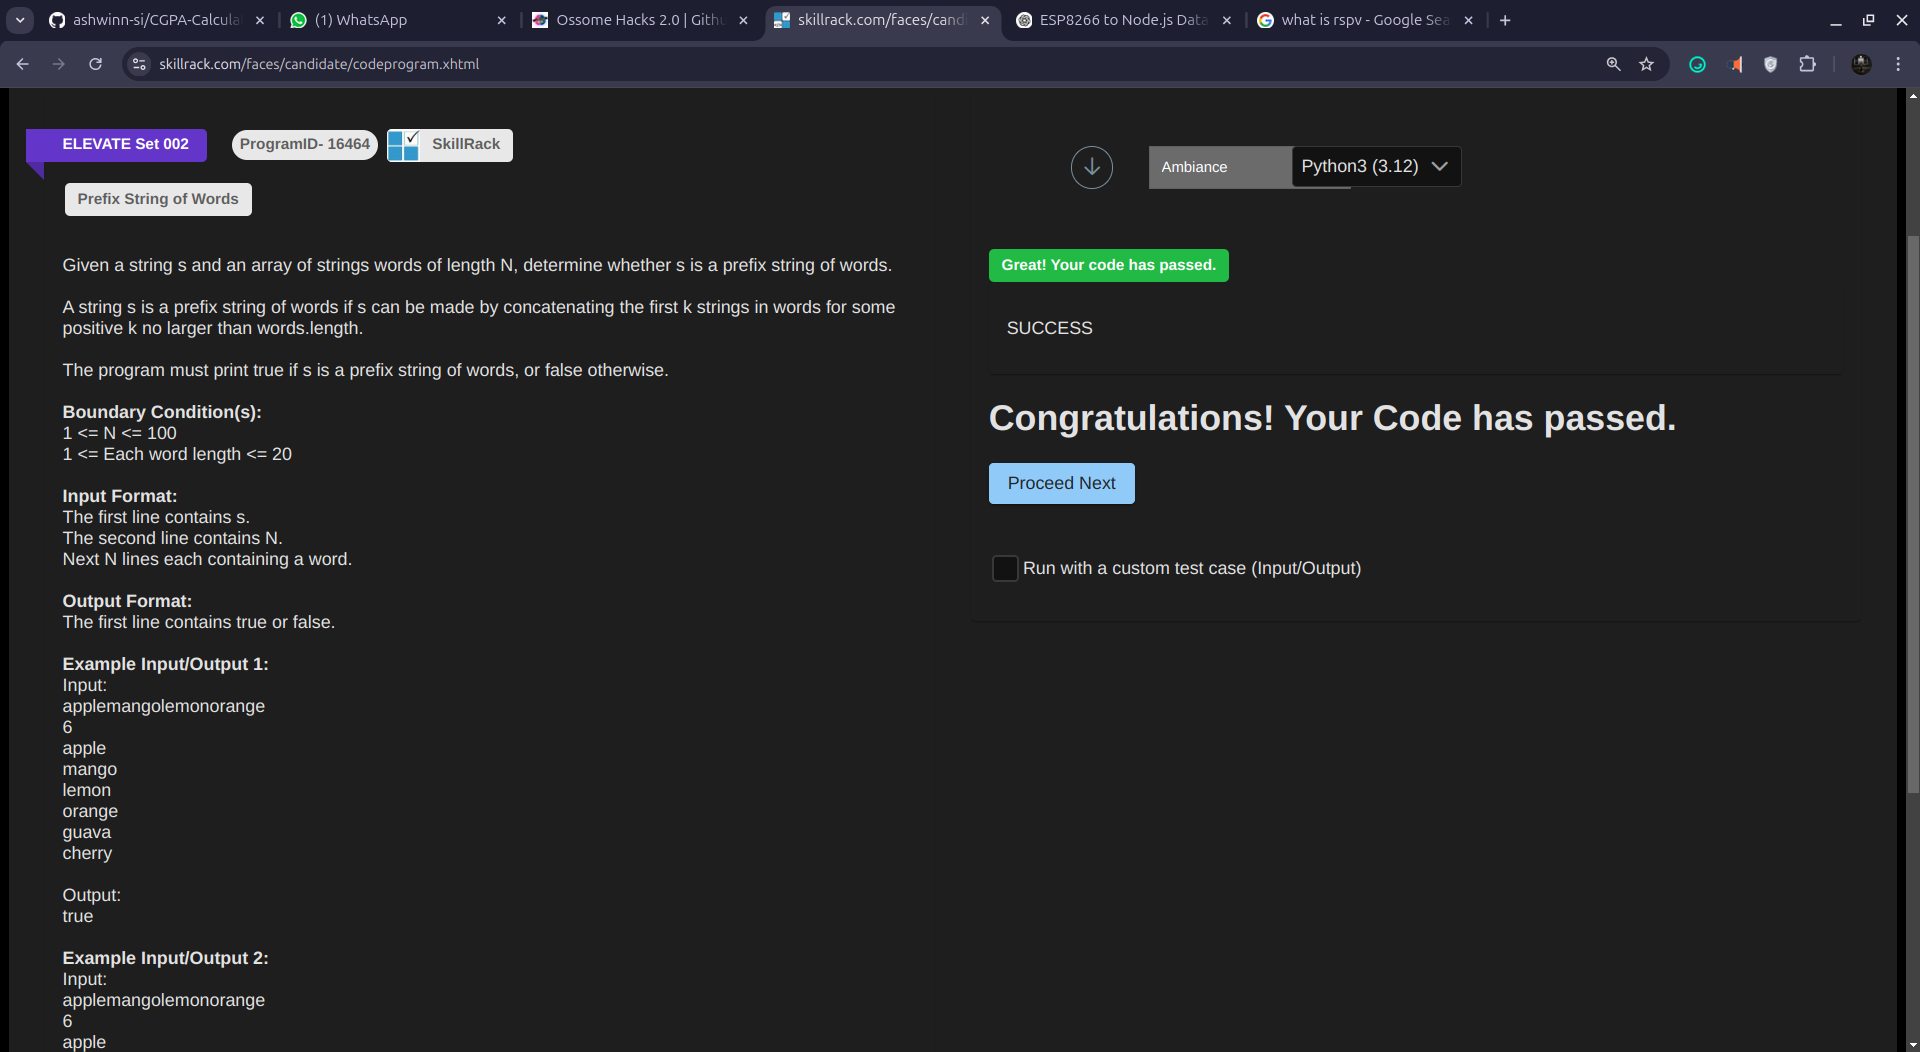 ashwinn-si/CGPA-Calcula
(1) WhatsApp
Ossome Hacks 2.0 | Githu
skillrack.com/faces/candi
ESP8266 to Node.js Data
what is rspv - Google Sea
skillrack.com/faces/candidate/codeprogram.xhtml
ELEVATE Set 002
ProgramID- 16464
SkillRack
Prefix String of Words
Ambiance
Python3 (3.12)
Given a string s and an array of strings words of length N, determine whether s is a prefix string of words.
A string s is a prefix string of words if s can be made by concatenating the first k strings in words for some
positive k no larger than words.length.
The program must print true if s is a prefix string of words, or false otherwise.
Boundary Condition(s):
1 <= N <= 100
1 <= Each word length <= 20
Input Format:
The first line contains s.
The second line contains N.
Next N lines each containing a word.
Output Format:
The first line contains true or false.
Example Input/Output 1:
Input:
applemangolemonorange
6
apple
mango
lemon
orange
guava
cherry
Output:
true
Example Input/Output 2:
Input:
applemangolemonorange
6
apple
Great! Your code has passed.
SUCCESS
Congratulations! Your Code has passed.
Proceed Next
Run with a custom test case (Input/Output)